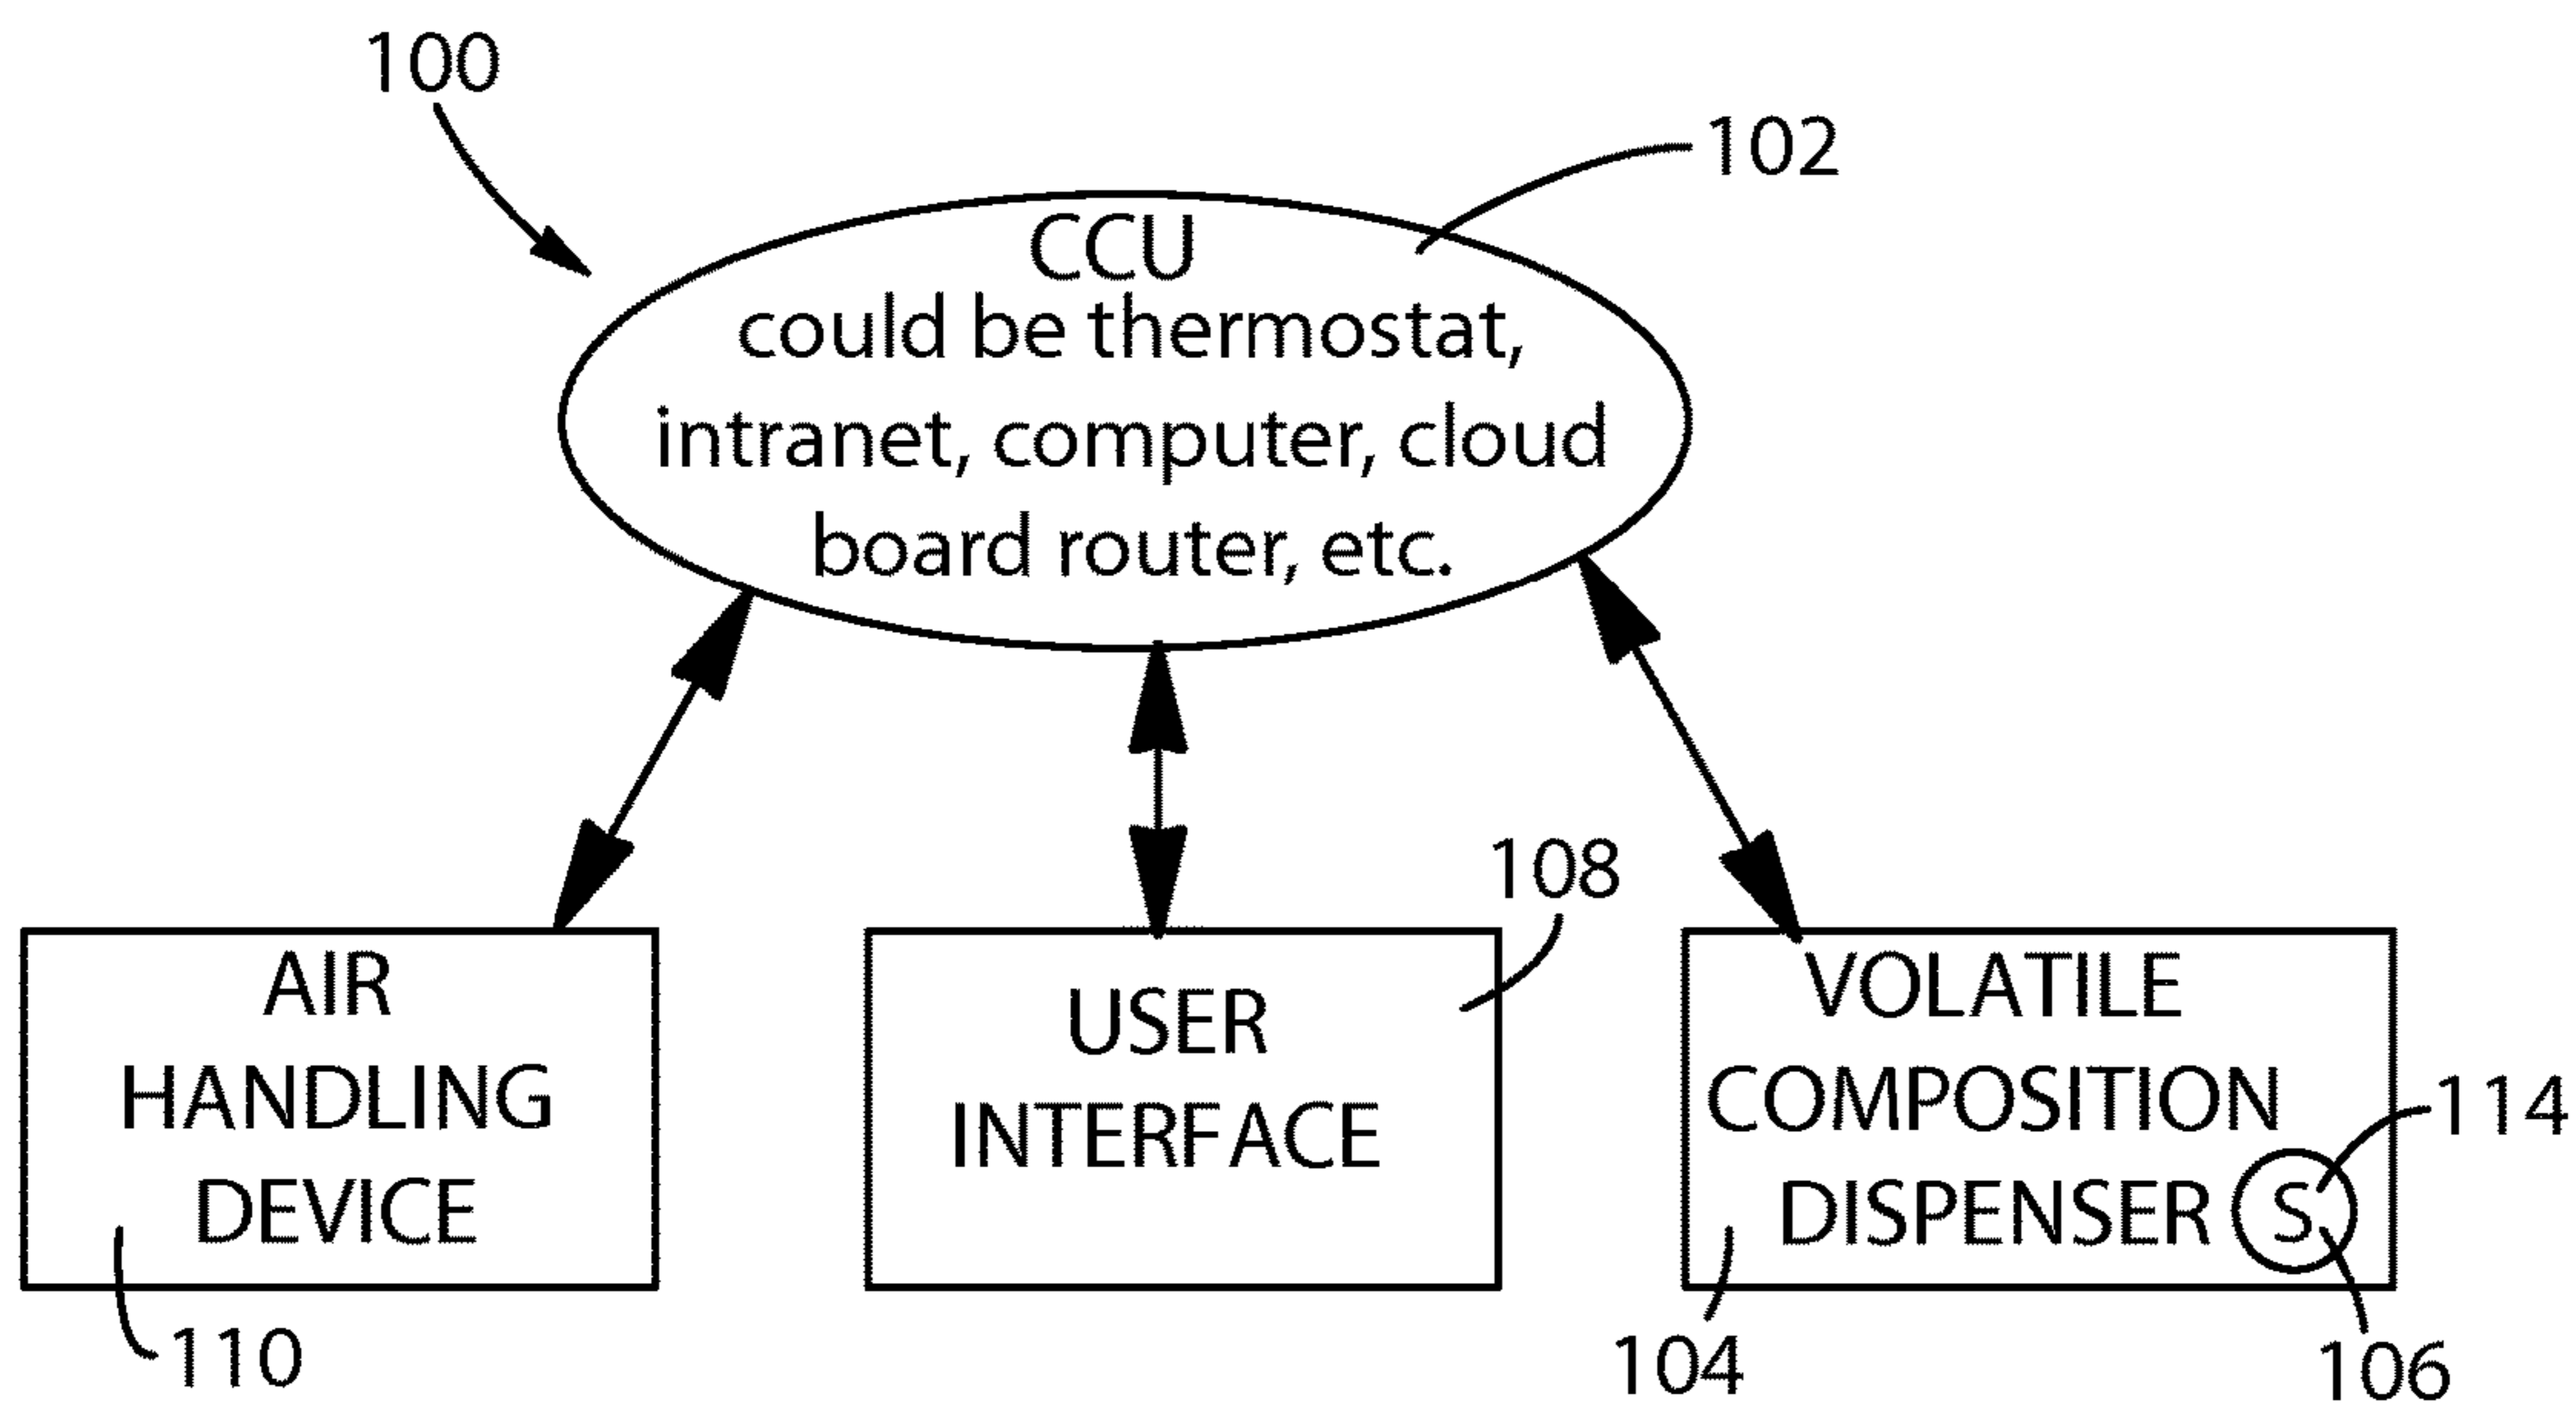 100
102
CCU
could be thermostat,
intranet, computer, cloud
board router, etc.
108
AIR
HANDLING
DEVICE
110
USER
INTERFACE
VOLATILE
COMPOSITION
DISPENSER S
114
104
106